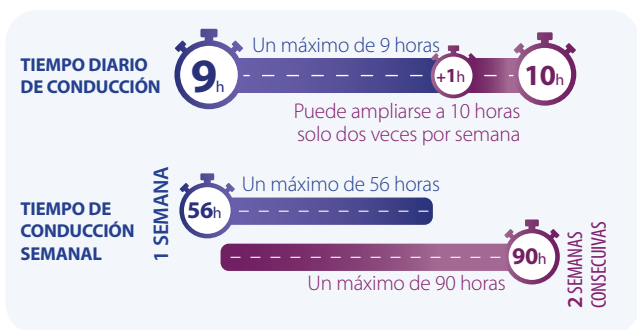 TIEMPO DIARIO
DE CONDUCCIÓN
9h
Un máximo de 9 horas
+1h
10h
Puede ampliarse a 10 horas
solo dos veces por semana
TIEMPO DE
CONDUCCIÓN
SEMANAL
1 SEMANA
56h
Un máximo de 56 horas
90h
Un máximo de 90 horas
2 SEMANAS
CONSECUIVAS